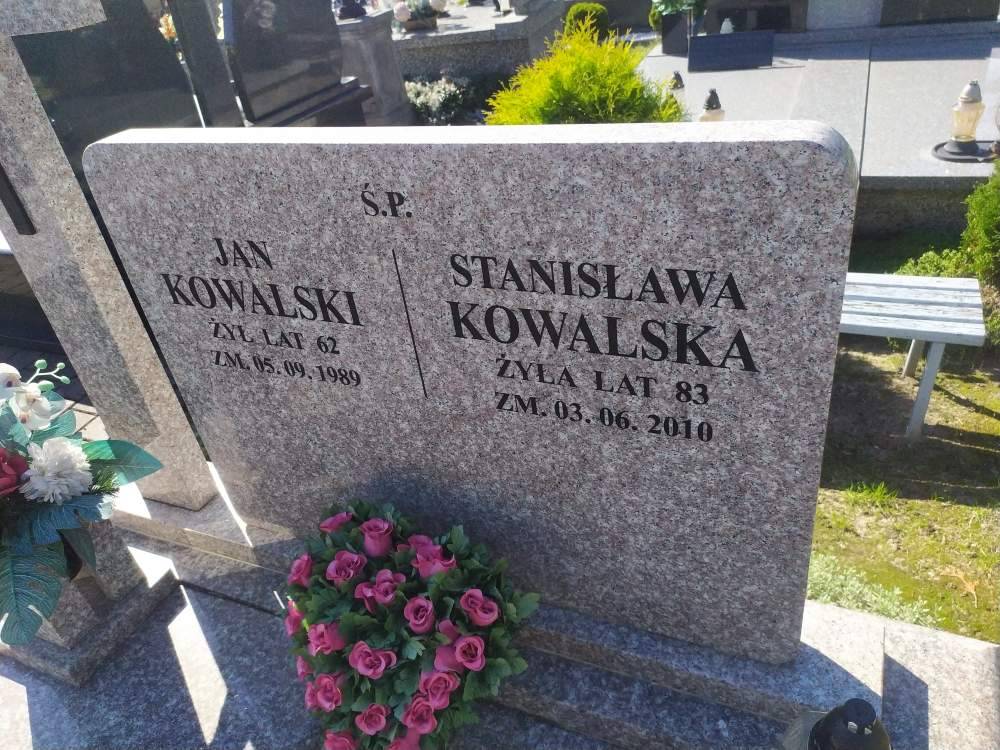 Ś.P.
JAN
KOWALSKI
ŻYŁ LAT 62
ZM. 05.09.1989
STANISŁAWA
KOWALSKA
ŻYŁA LAT 83
ZM. 03.06.2010